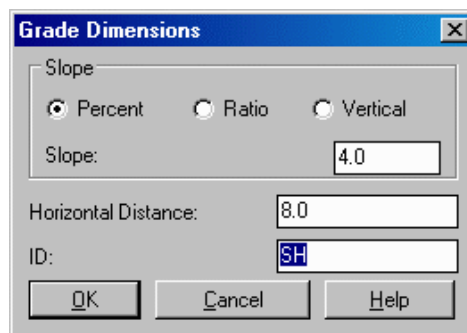 Grade Dimensions
Slope
Percent Ratio Vertical
Slope: 4.0
Horizontal Distance: 8.0
ID: SH
OK Cancel Help